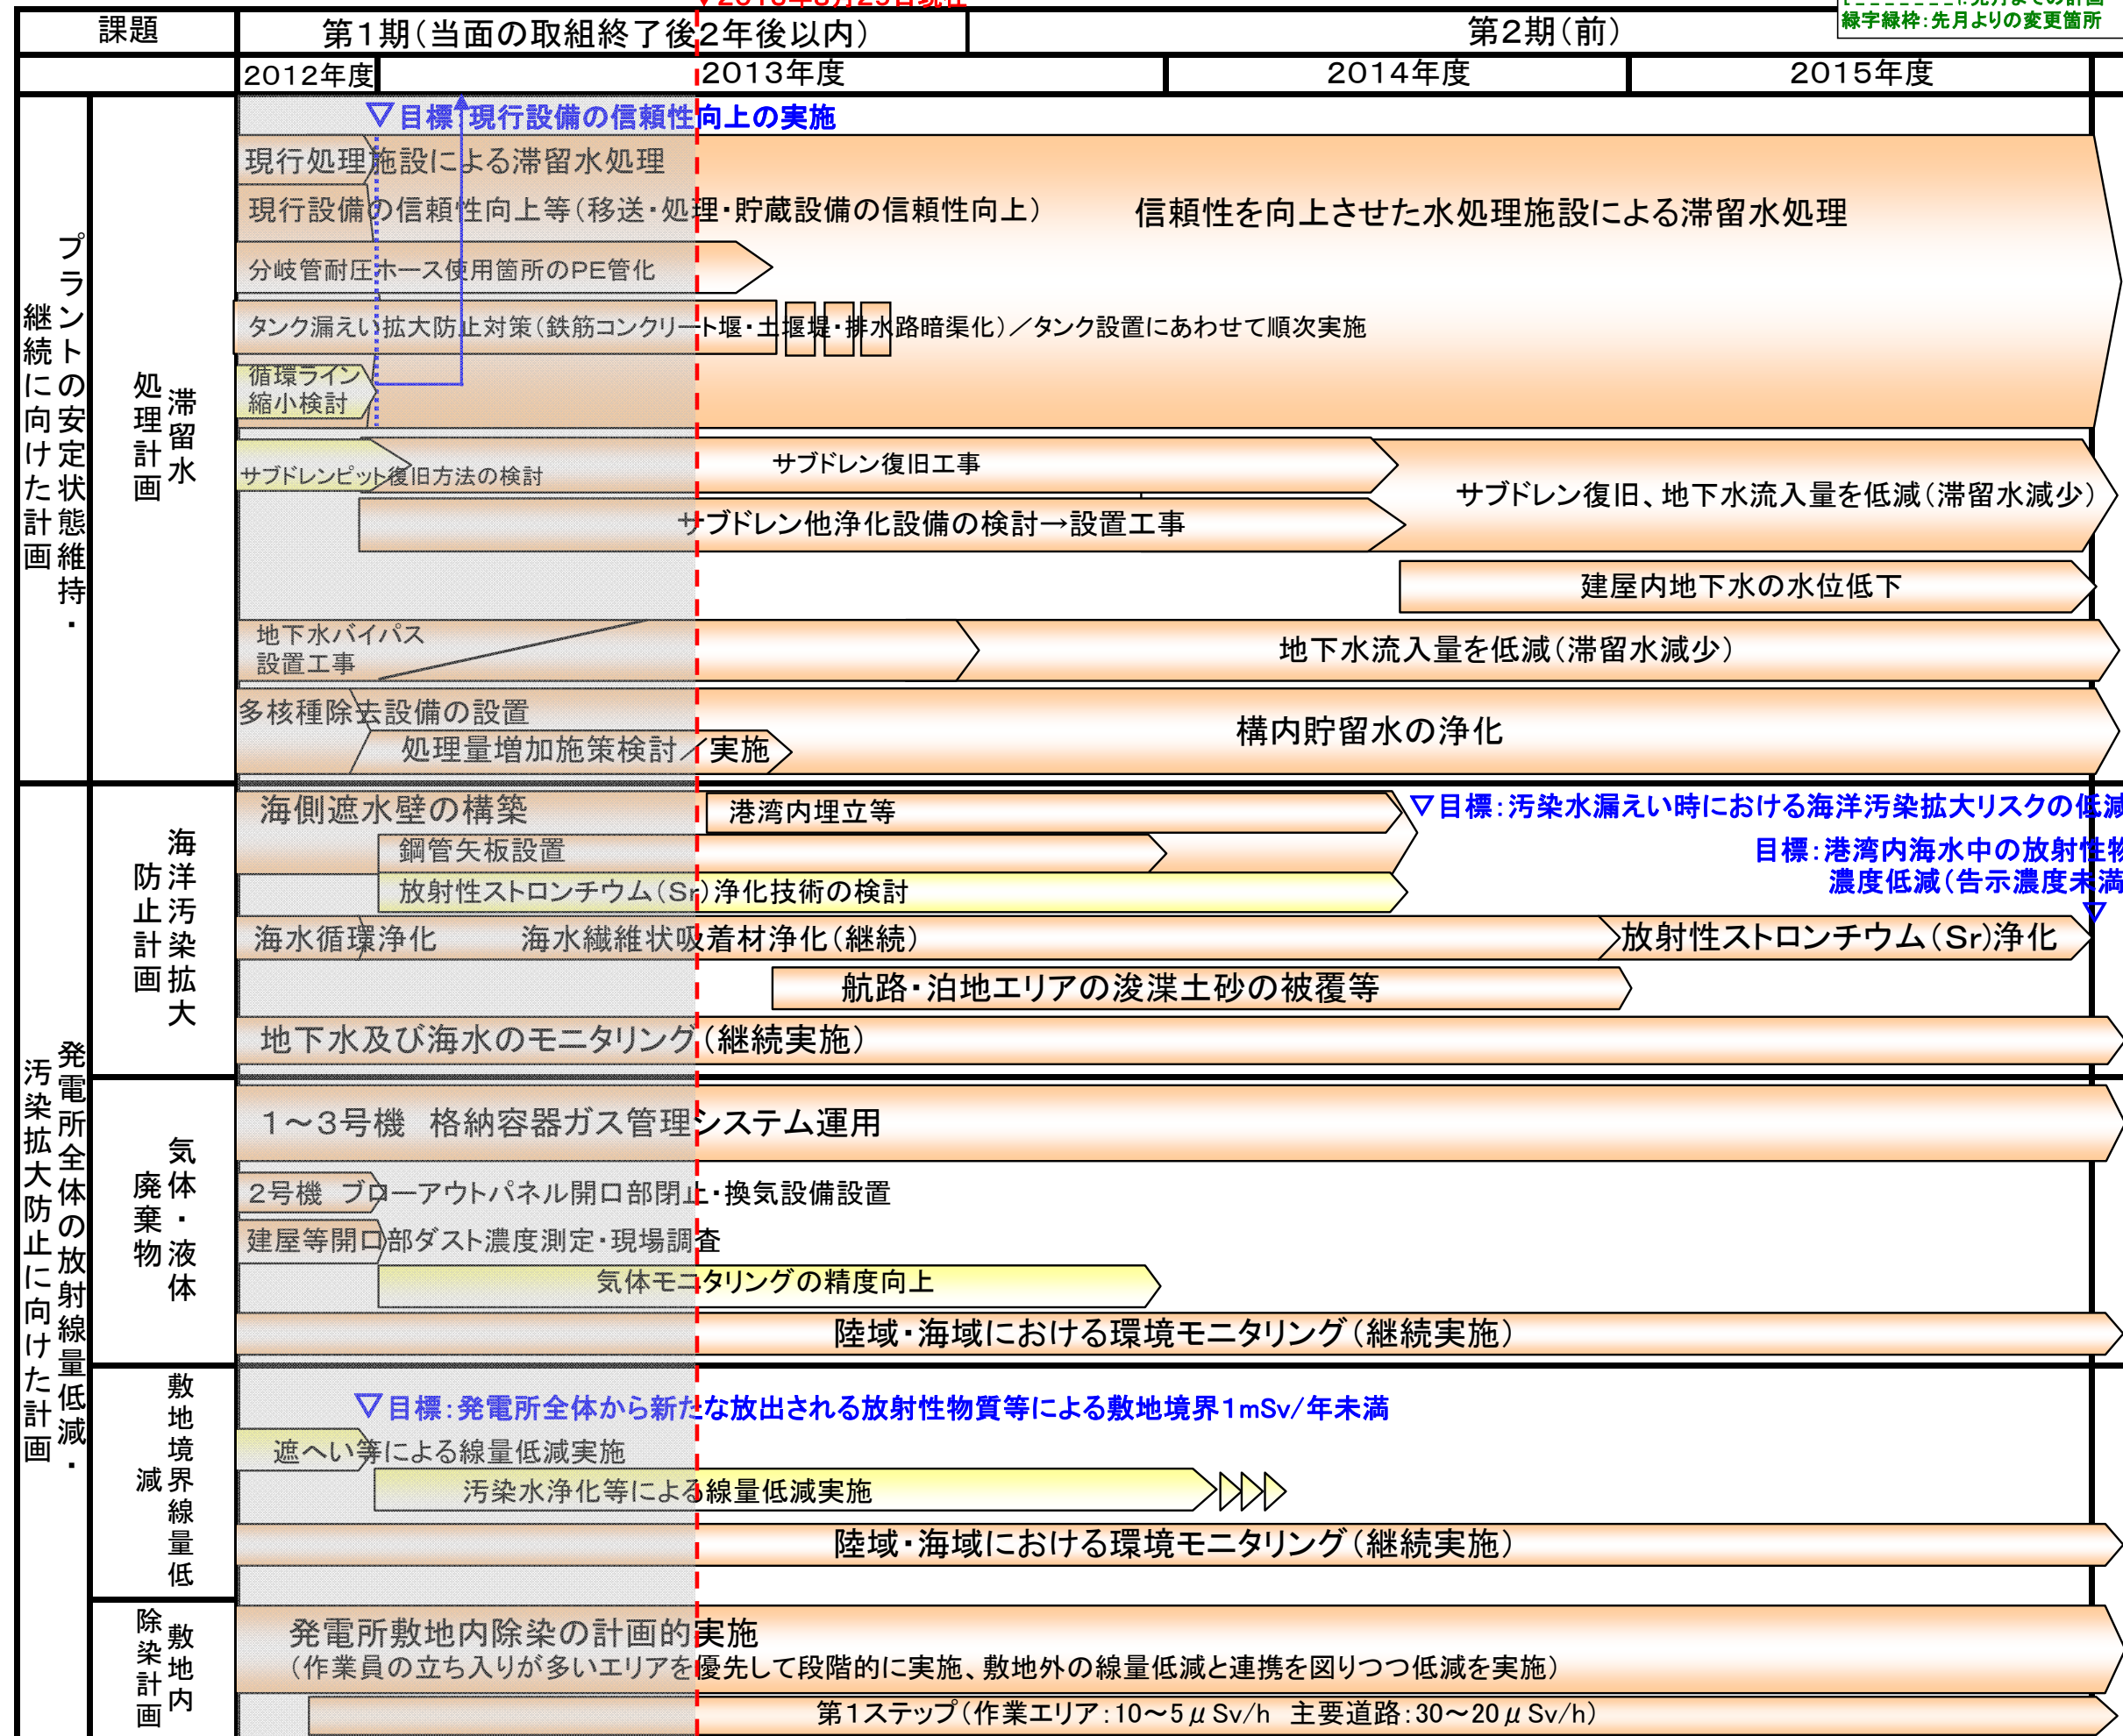 ▽2013年8月29日現在
:先月までの計画
緑字緑枠:先月よりの変更箇所
課題
第1期(当面の取組終了後2年後以内)
第2期(前)
2012年度
2013年度
2014年度
2015年度
プラントの安定状態維持・
継続に向けた計画
滞留水
処理計画
▽目標:現行設備の信頼性向上の実施
現行処理施設による滞留水処理
現行設備の信頼性向上等(移送・処理・貯蔵設備の信頼性向上)
信頼性を向上させた水処理施設による滞留水処理
分岐管耐圧ホース使用箇所のPE管化
タンク漏えい拡大防止対策(鉄筋コンクリート堰・土堰堤・排水路暗渠化)/タンク設置にあわせて順次実施
循環ライン
縮小検討
サブドレンピット復旧方法の検討
サブドレン復旧工事
サブドレン復旧、地下水流入量を低減(滞留水減少)
サブドレン他浄化設備の検討→設置工事
建屋内地下水の水位低下
地下水バイパス
設置工事
地下水流入量を低減(滞留水減少)
多核種除去設備の設置
構内貯留水の浄化
処理量増加施策検討/実施
発電所全体の放射線量低減・
汚染拡大防止に向けた計画
海洋汚染拡大
防止計画
海側遮水壁の構築
港湾内埋立等
▽目標:汚染水漏えい時における海洋汚染拡大リスクの低減
鋼管矢板設置
目標:港湾内海水中の放射性物
濃度低減(告示濃度未満
▽
放射性ストロンチウム(Sr)浄化技術の検討
海水循環浄化
海水繊維状吸着材浄化(継続)
放射性ストロンチウム(Sr)浄化
航路・泊地エリアの浚渫土砂の被覆等
地下水及び海水のモニタリング(継続実施)
気体・液体
廃棄物
1~3号機 格納容器ガス管理システム運用
2号機 ブローアウトパネル開口部閉止・換気設備設置
建屋等開口部ダスト濃度測定・現場調査
気体モニタリングの精度向上
陸域・海域における環境モニタリング(継続実施)
敷地境界線量低
減
▽目標:発電所全体から新たな放出される放射性物質等による敷地境界1mSv/年未満
遮へい等による線量低減実施
汚染水浄化等による線量低減実施
陸域・海域における環境モニタリング(継続実施)
敷地内
除染計画
発電所敷地内除染の計画的実施
(作業員の立ち入りが多いエリアを優先して段階的に実施、敷地外の線量低減と連携を図りつつ低減を実施)
第1ステップ(作業エリア:10~5μSv/h 主要道路:30~20μSv/h)